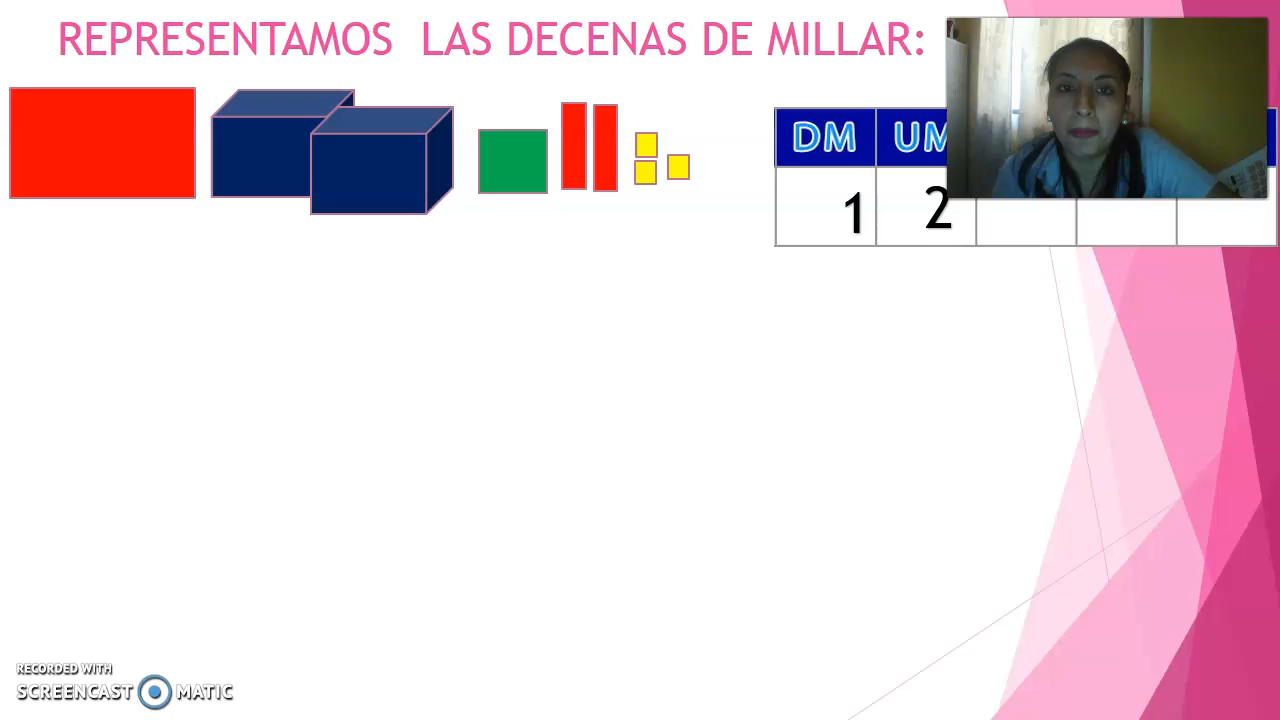 REPRESENTAMOS LAS DECENAS DE MILLAR:
DM UM
1 2
RECORDED WITH
SCREENCAST MATIC